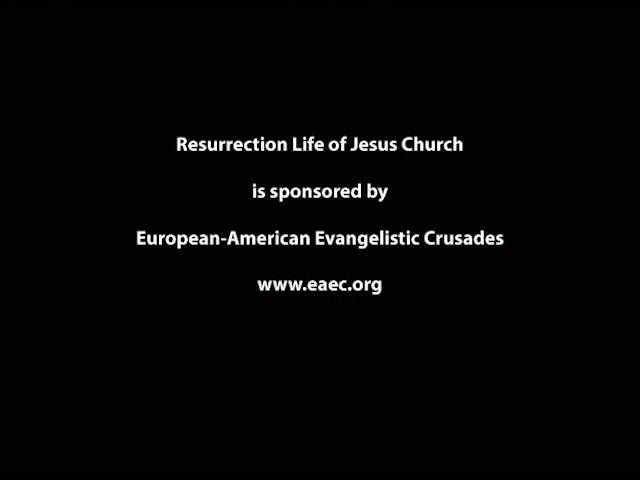 Resurrection Life of Jesus Church
is sponsored by
European-American Evangelistic Crusades
www.eaec.org